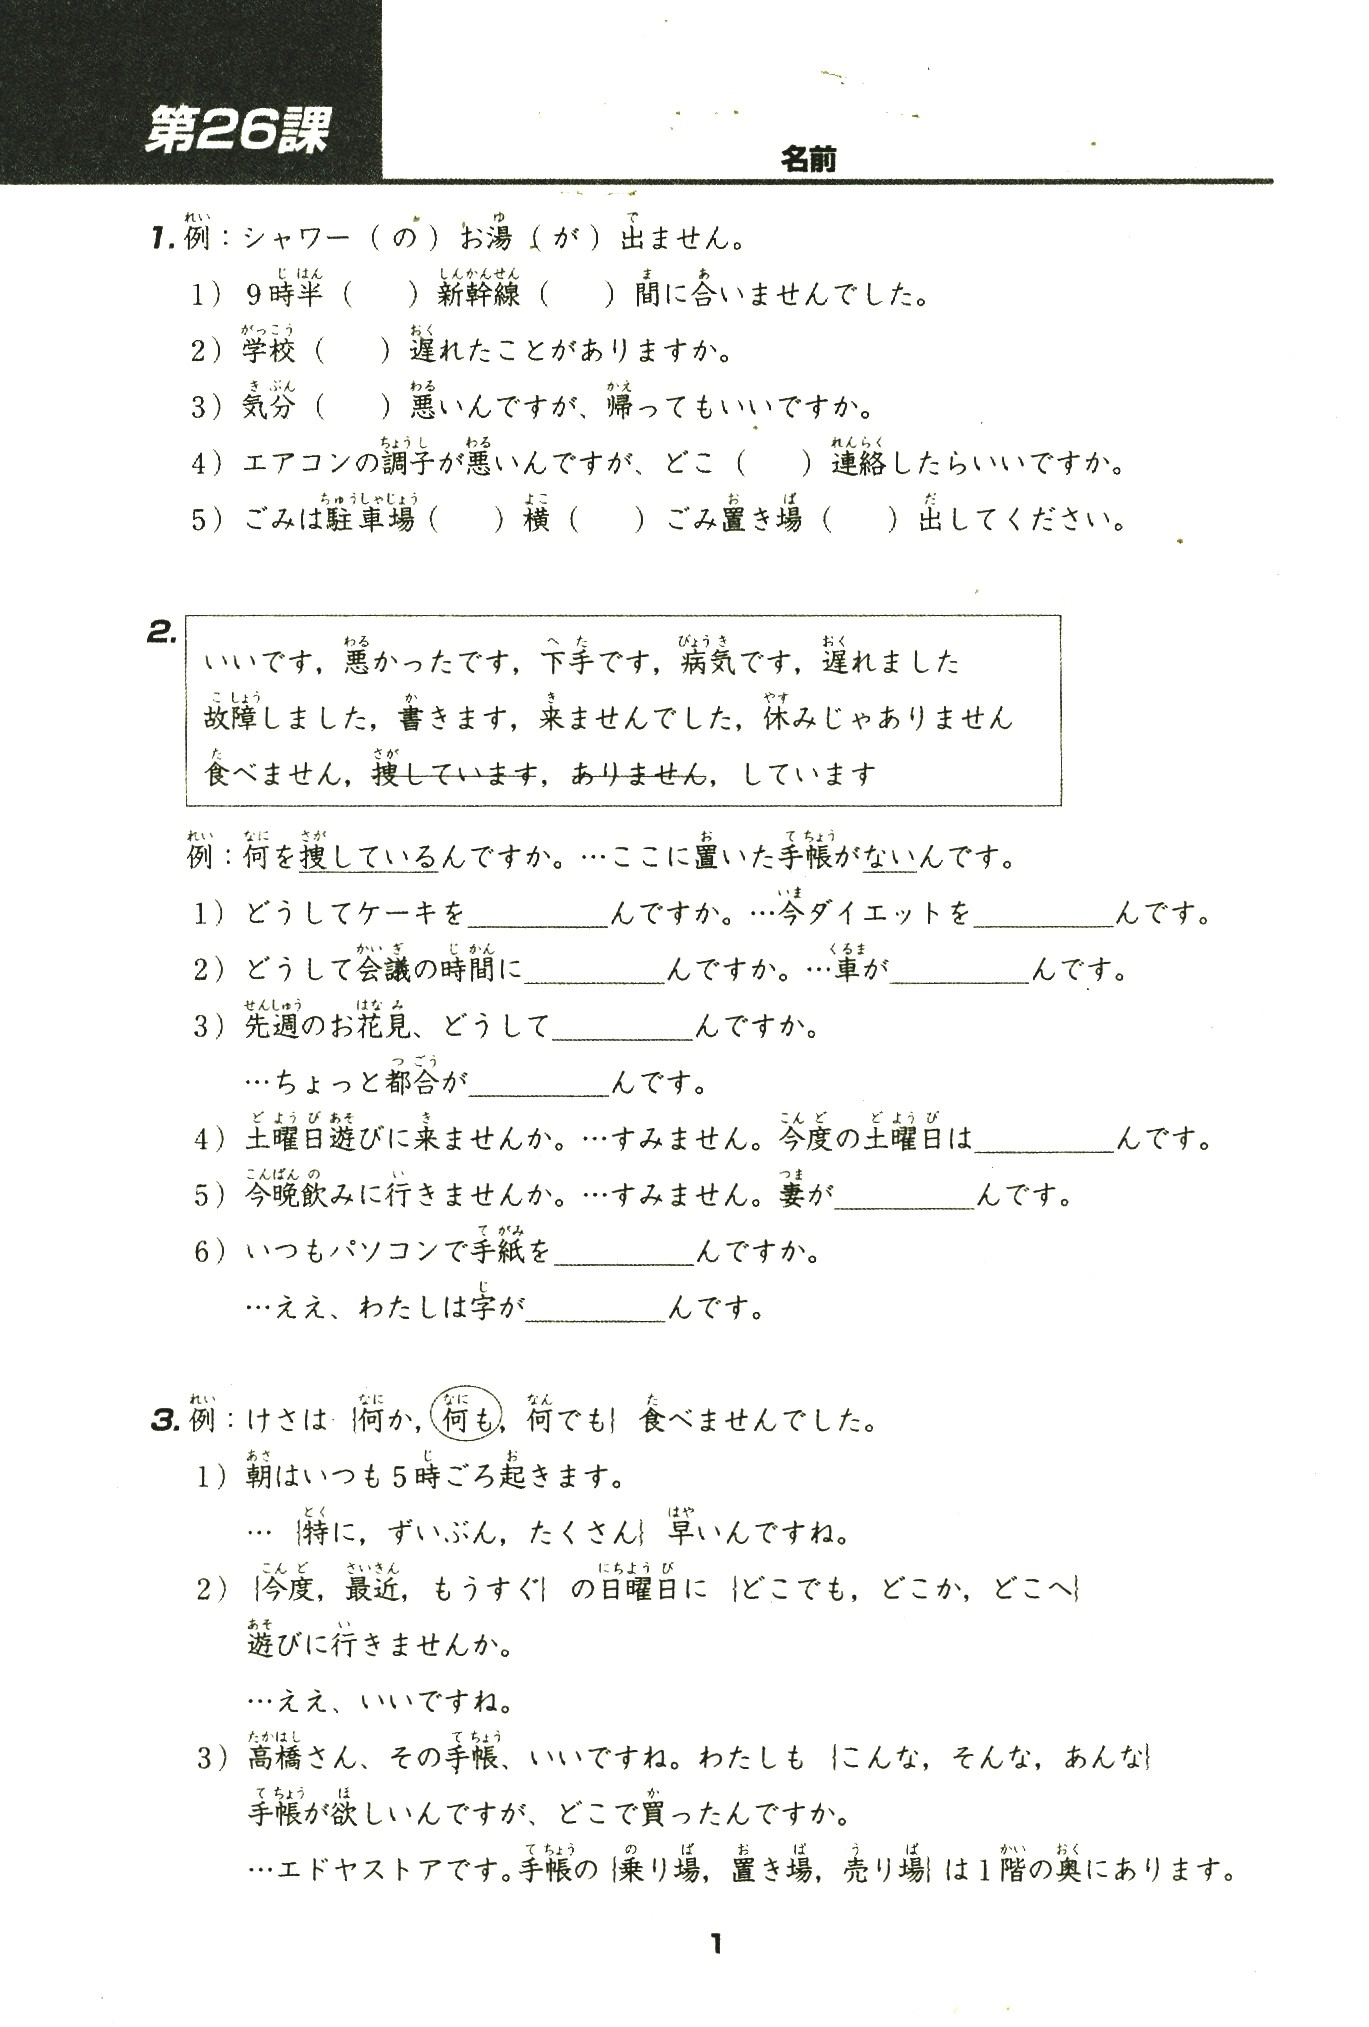 第26課
名前
1. 例：シャワー（の）お湯（が）出ません。
1）9時半（　　）新幹線（　　）間に合いませんでした。
2）学校（　　）遅れたことがありますか。
3）気分（　　）悪いんですが、帰ってもいいですか。
4）エアコンの調子が悪いんですが、どこ（　　）連絡したらいいですか。
5）ごみは駐車場（　　）横（　　）ごみ置き場（　　）出してください。
2.
いいです，悪かったです，下手です，病気です，遅れました
故障しました，書きます，来ませんでした，休みじゃありません
食べません，捜しています，ありません，しています
例：何を捜しているんですか。…ここに置いた手帳がないんです。
1）どうしてケーキを＿＿＿＿＿んですか。…今ダイエットを＿＿＿＿＿んです。
2）どうして会議の時間に＿＿＿＿＿んですか。…車が＿＿＿＿＿んです。
3）先週のお花見、どうして＿＿＿＿＿んですか。
…ちょっと都合が＿＿＿＿＿んです。
4）土曜日遊びに来ませんか。…すみません。今度の土曜日は＿＿＿＿＿んです。
5）今晩飲みに行きませんか。…すみません。妻が＿＿＿＿＿んです。
6）いつもパソコンで手紙を＿＿＿＿＿んですか。
…ええ、わたしは字が＿＿＿＿＿んです。
3. 例：けさは {何か，何も，何でも} 食べませんでした。
1）朝はいつも5時ごろ起きます。
… {特に，ずいぶん，たくさん} 早いんですね。
2）{今度，最近，もうすぐ} の日曜日に {どこでも，どこか，どこへ}
遊びに行きませんか。
…ええ、いいですね。
3）高橋さん、その手帳、いいですね。わたしも {こんな，そんな，あんな}
手帳が欲しいんですが、どこで買ったんですか。
…エドヤストアです。手帳の {乗り場，置き場，売り場} は1階の奥にあります。
1